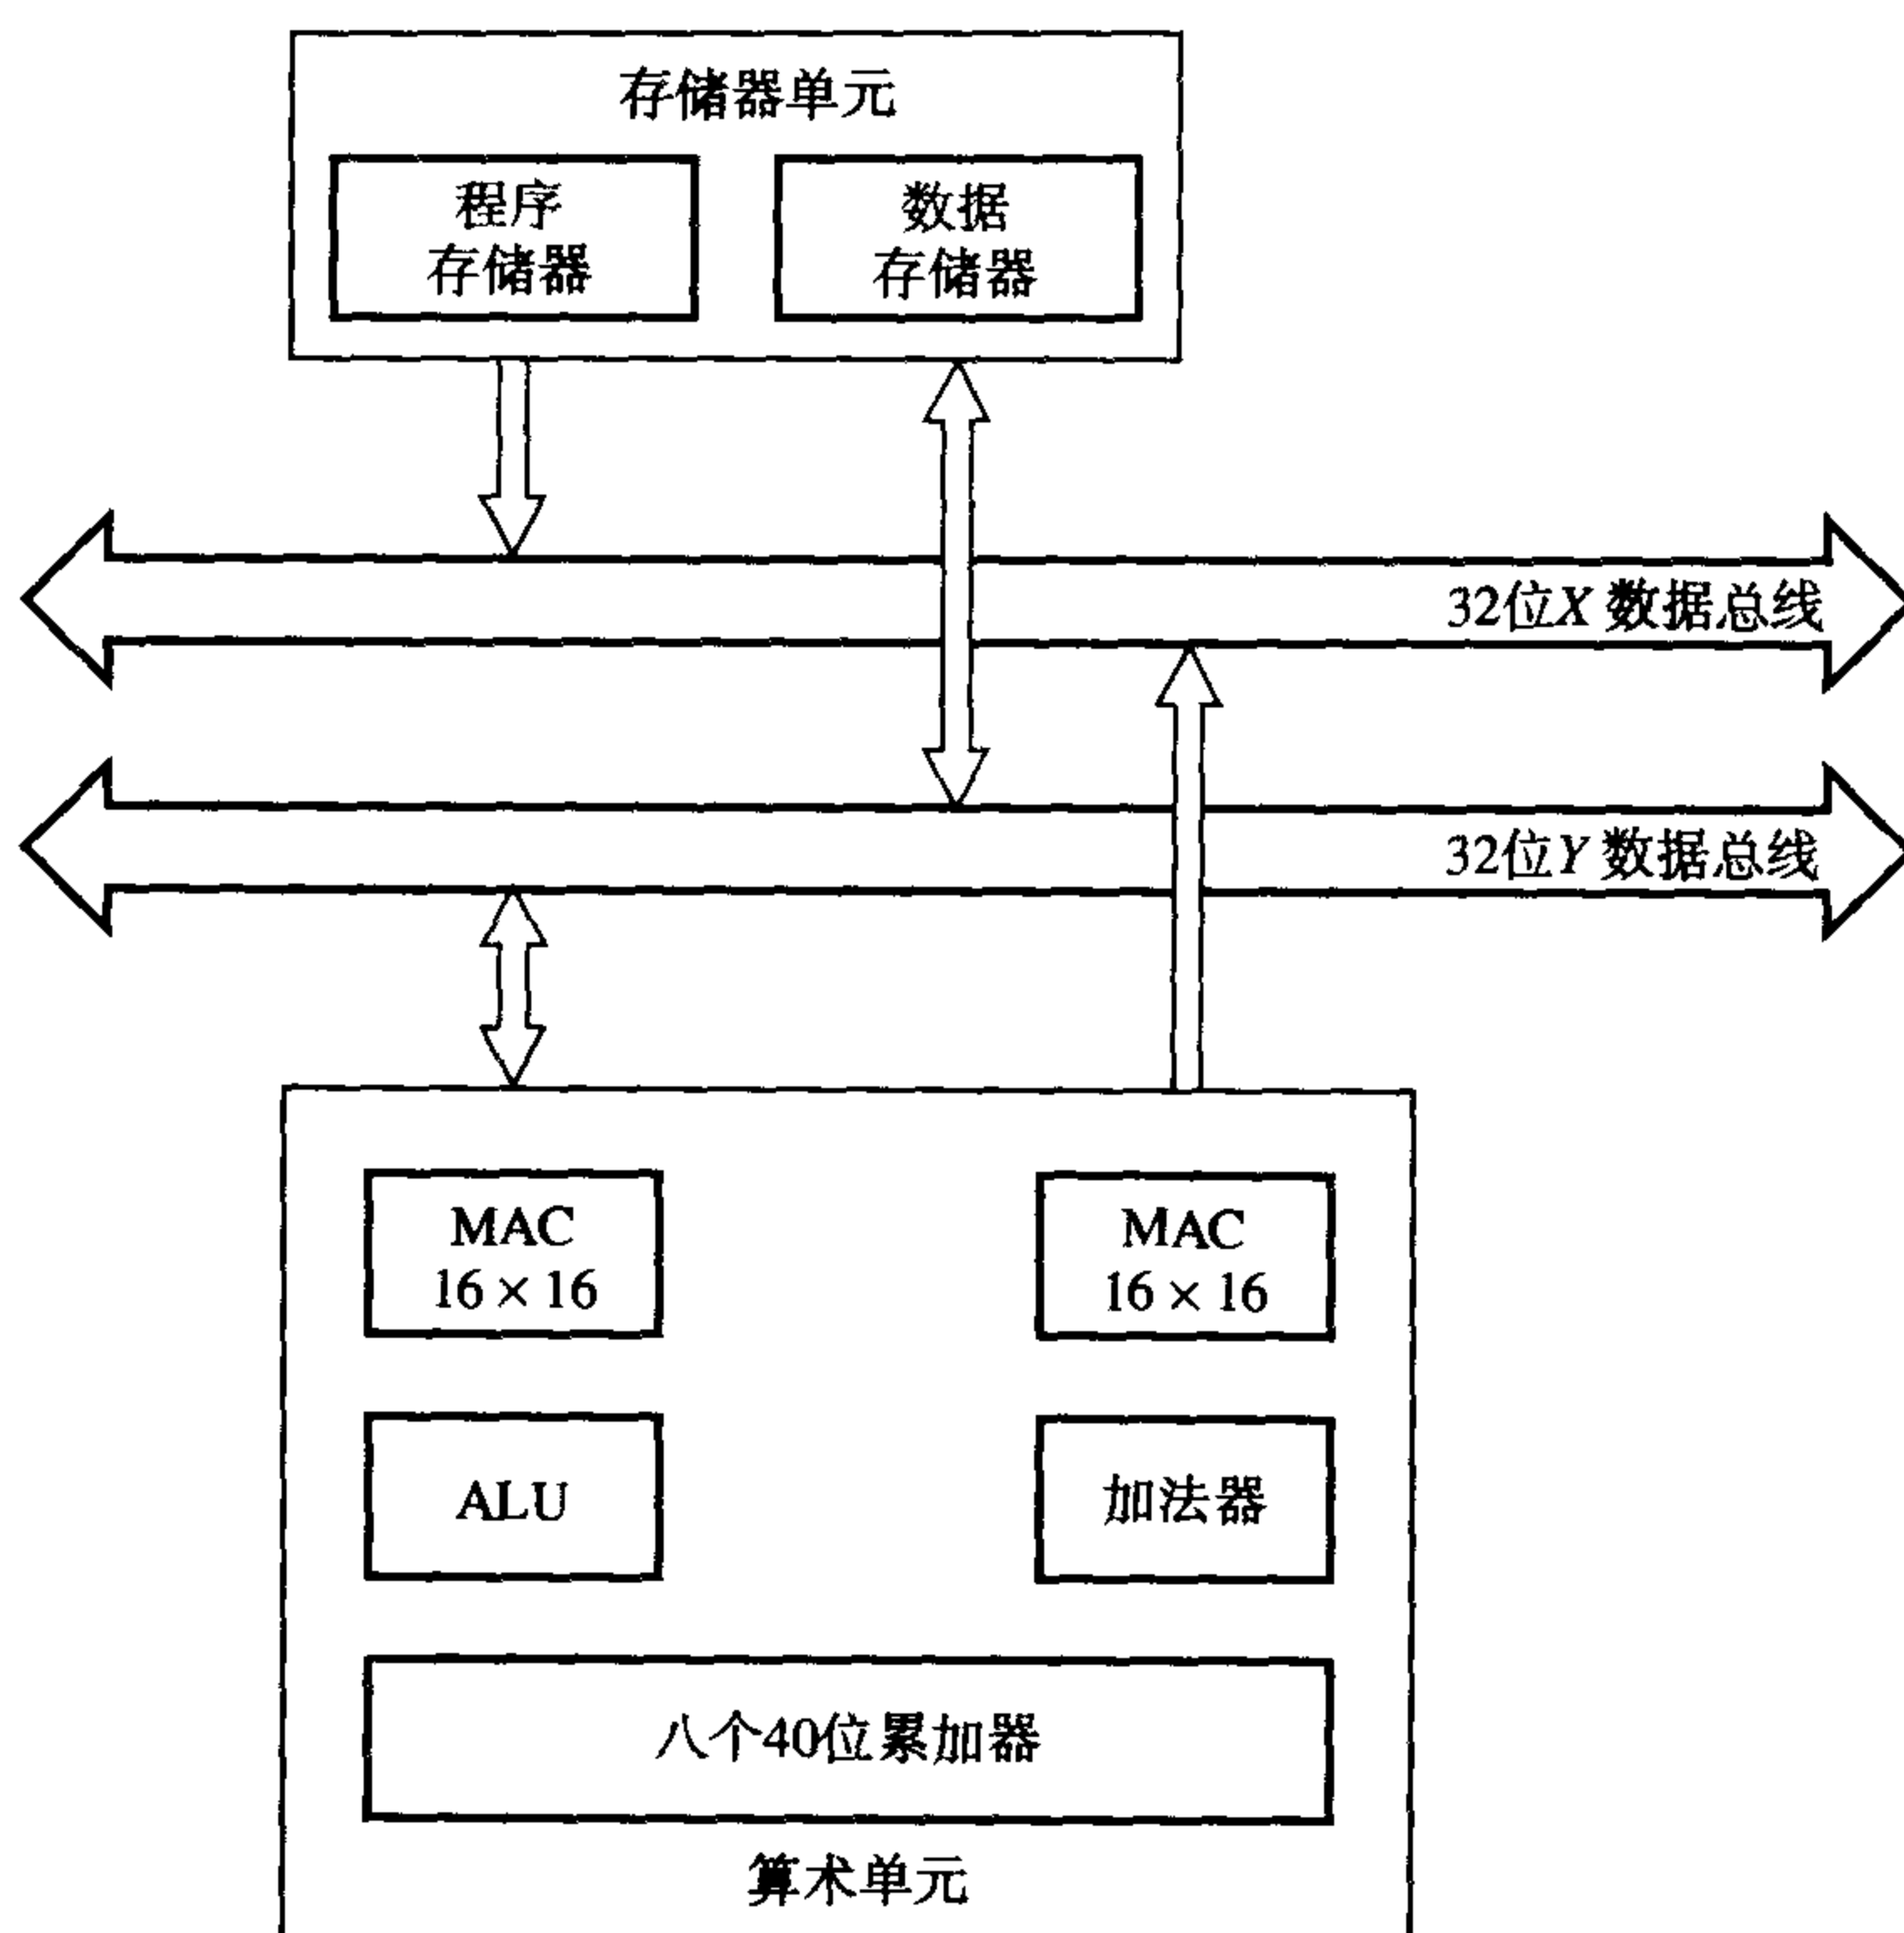 存储器单元
程序
存储器
数据
存储器
32位X 数据总线
32位Y 数据总线
MAC
16 × 16
MAC
16 × 16
ALU
加法器
八个40位累加器
算术单元